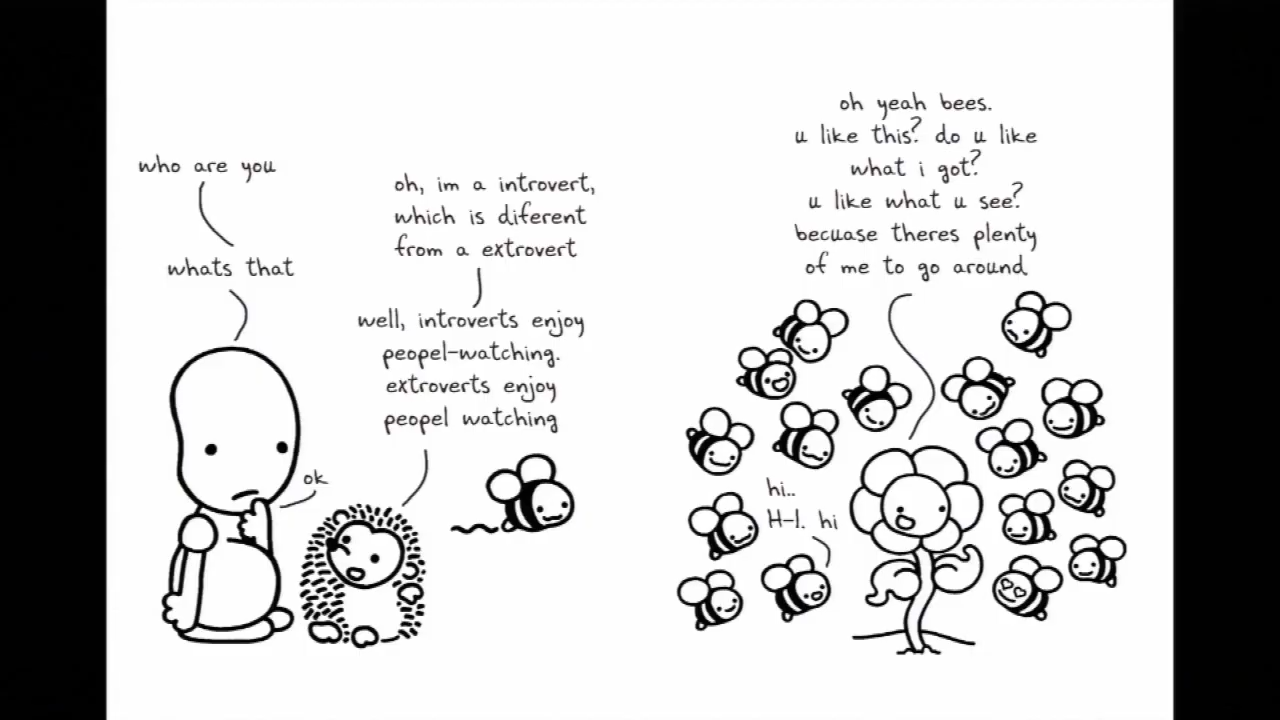 who are you
whats that
oh, im a introvert,
which is diferent
from a extrovert
well, introverts enjoy
peopel-watching.
extroverts enjoy
peopel watching
ok
oh yeah bees.
u like this? do u like
what i got?
u like what u see?
becuase theres plenty
of me to go around
hi..
H-I. hi